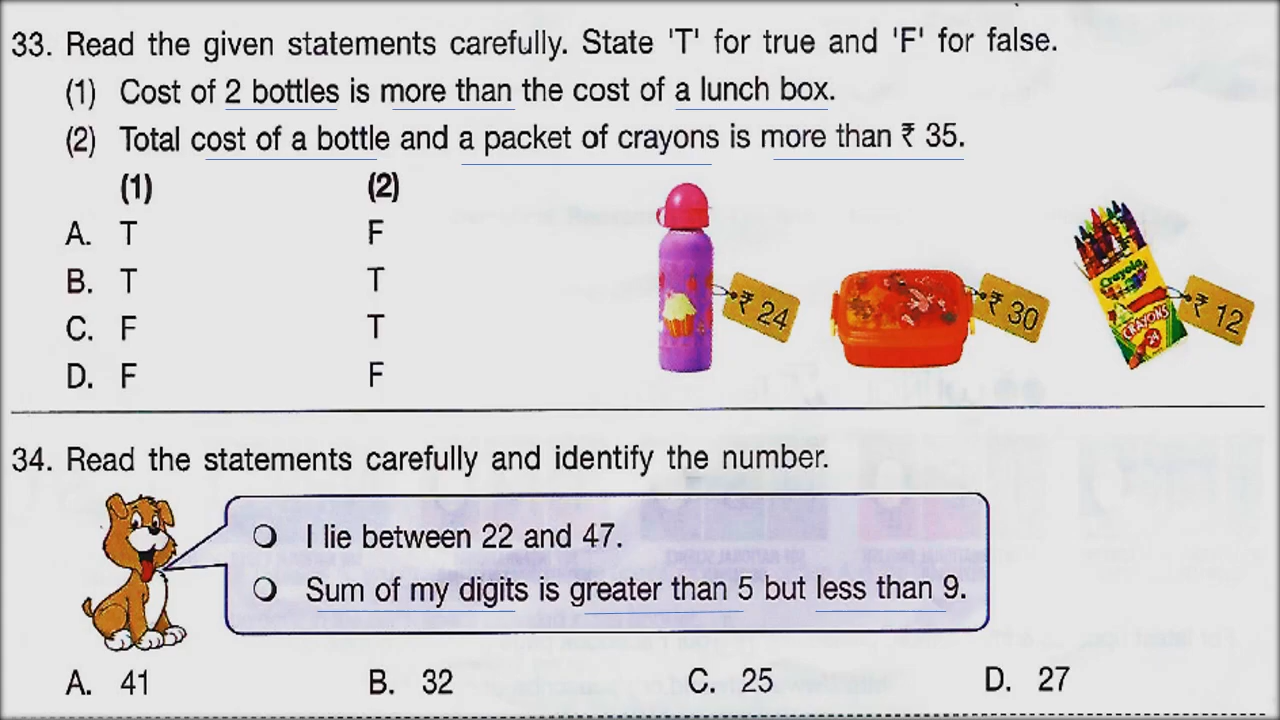 33. Read the given statements carefully. State 'T' for true and 'F' for false.
(1) Cost of 2 bottles is more than the cost of a lunch box.
(2) Total cost of a bottle and a packet of crayons is more than ₹ 35.
(1) (2)
A. T F
B. T T
C. F T
D. F F
₹ 24 ₹ 30 ₹ 12
Crayola
CRAYONS
24
34. Read the statements carefully and identify the number.
I lie between 22 and 47.
Sum of my digits is greater than 5 but less than 9.
A. 41 B. 32 C. 25 D. 27